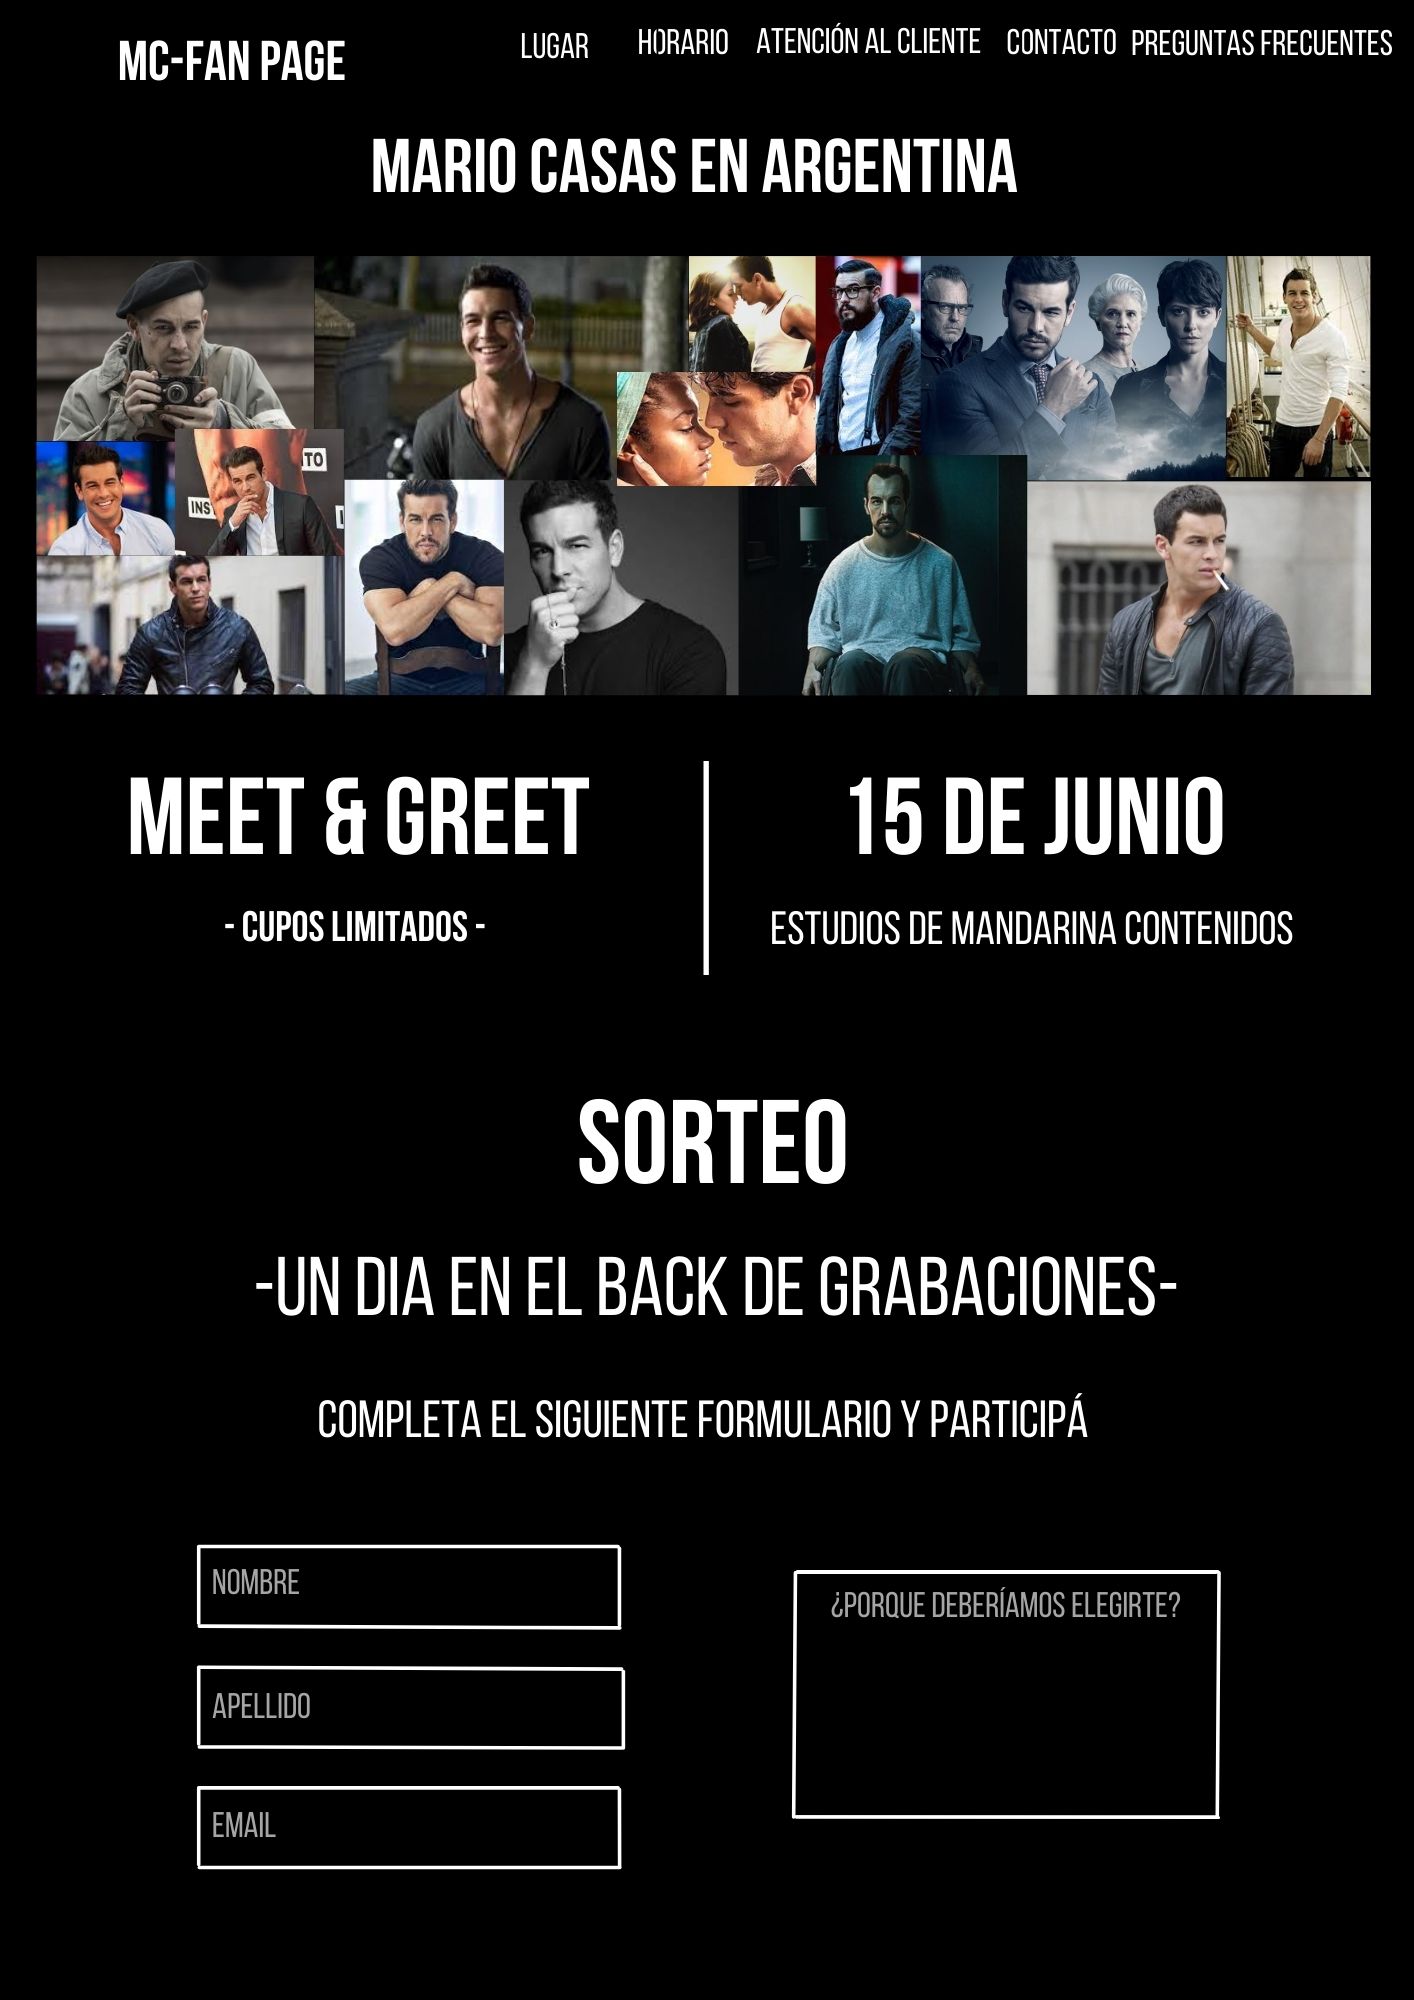 MC-FAN PAGE
LUGAR
HORARIO
ATENCIÓN AL CLIENTE
CONTACTO
PREGUNTAS FRECUENTES
MARIO CASAS EN ARGENTINA
TO
INS
MEET & GREET
15 DE JUNIO
- CUPOS LIMITADOS -
ESTUDIOS DE MANDARINA CONTENIDOS
SORTEO
-UN DIA EN EL BACK DE GRABACIONES-
COMPLETA EL SIGUIENTE FORMULARIO Y PARTICIPÁ
NOMBRE
¿PORQUE DEBERÍAMOS ELEGIRTE?
APELLIDO
EMAIL